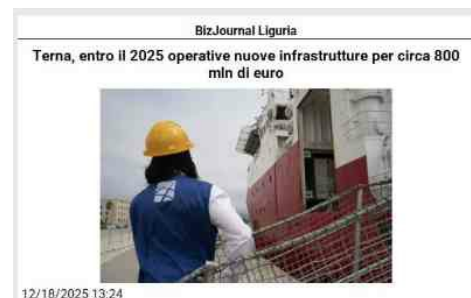 BizJournal Liguria
Terna, entro il 2025 operative nuove infrastrutture per circa 800
mln di euro
12/18/2025 13:24